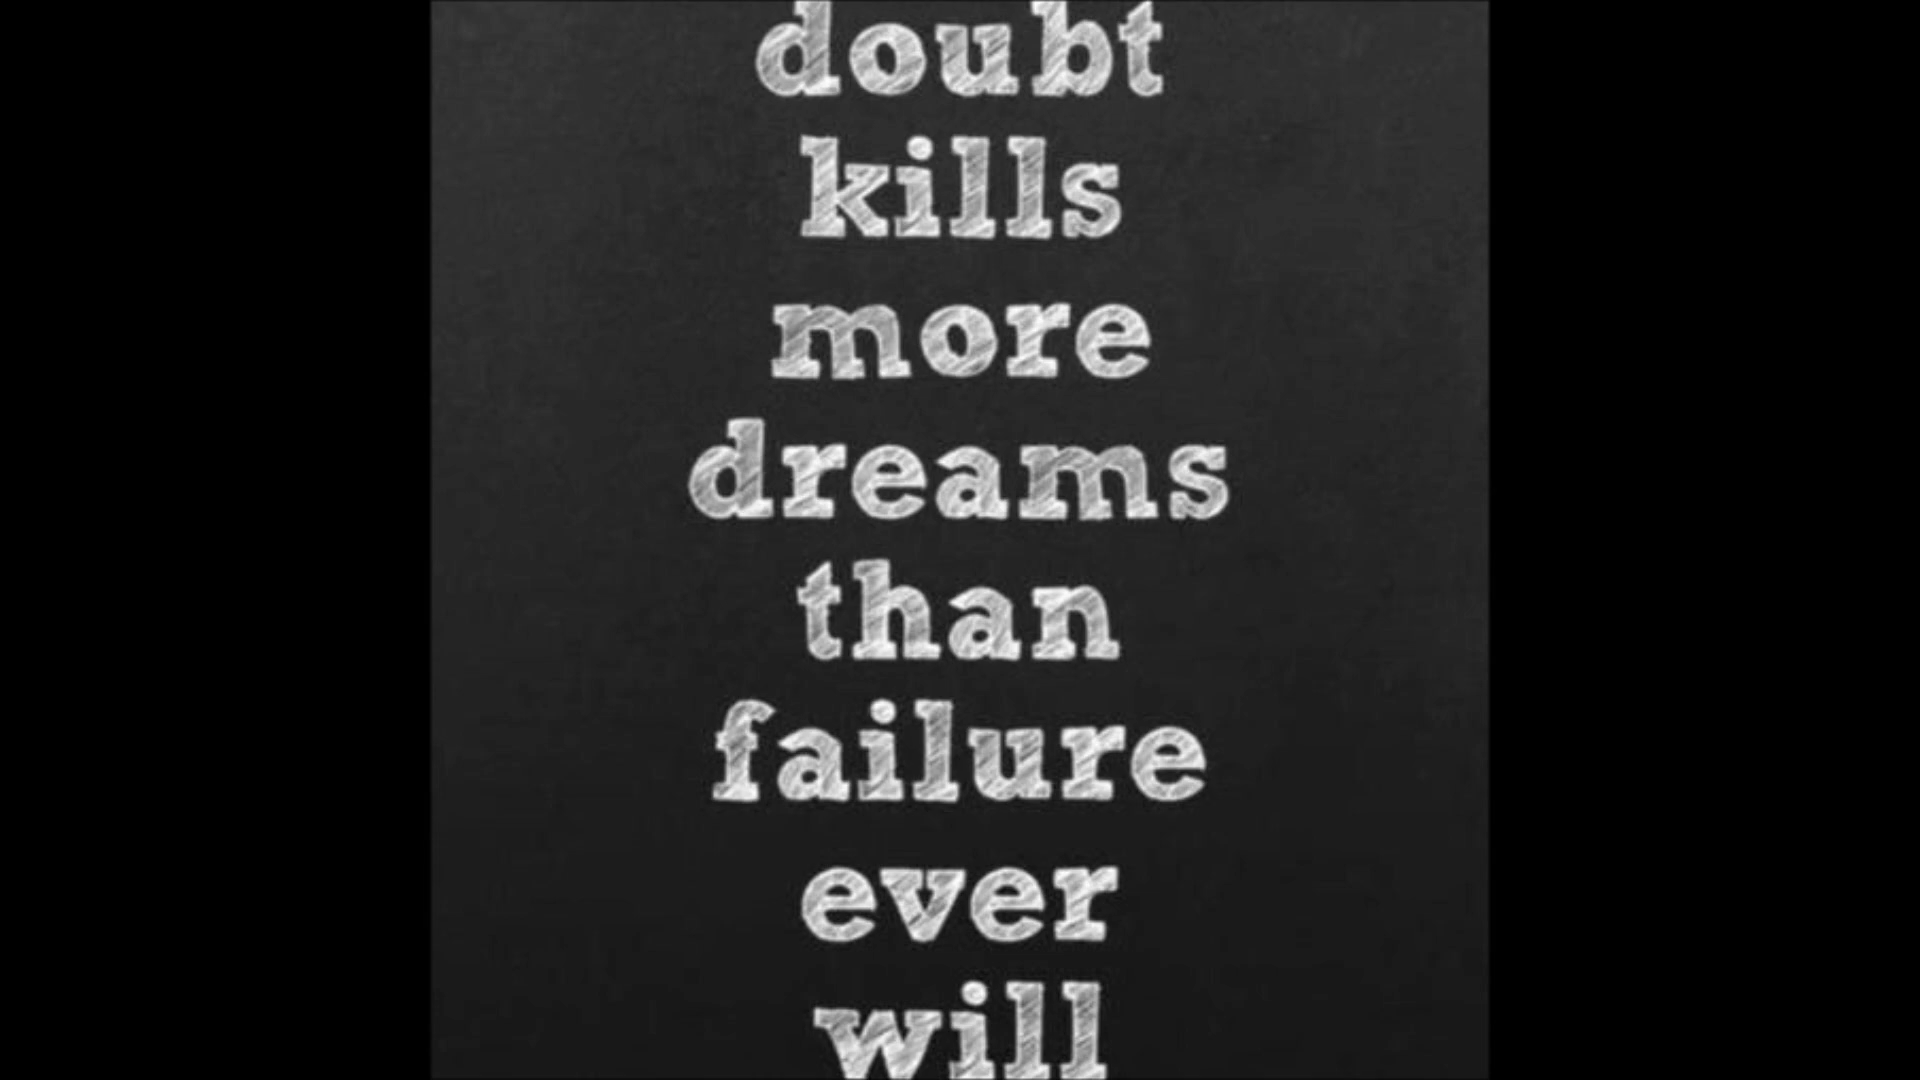 doubt
kills
more
dreams
than
failure
ever
will